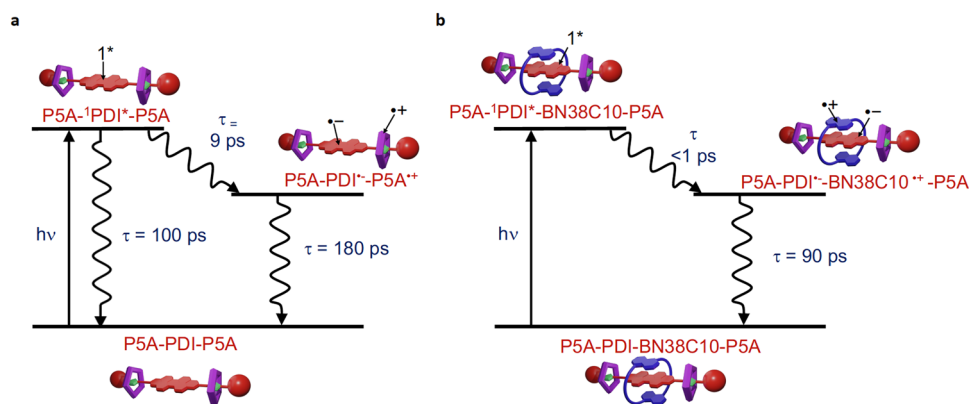 a
1*
P5A-¹PDI*-P5A
τ =
9 ps
•–
•+
P5A-PDI•–-P5A•+
hν
τ = 100 ps
τ = 180 ps
P5A-PDI-P5A
b
1*
P5A-¹PDI*-BN38C10-P5A
τ
<1 ps
•+
•–
P5A-PDI•–-BN38C10•+-P5A
hν
τ = 90 ps
P5A-PDI-BN38C10-P5A